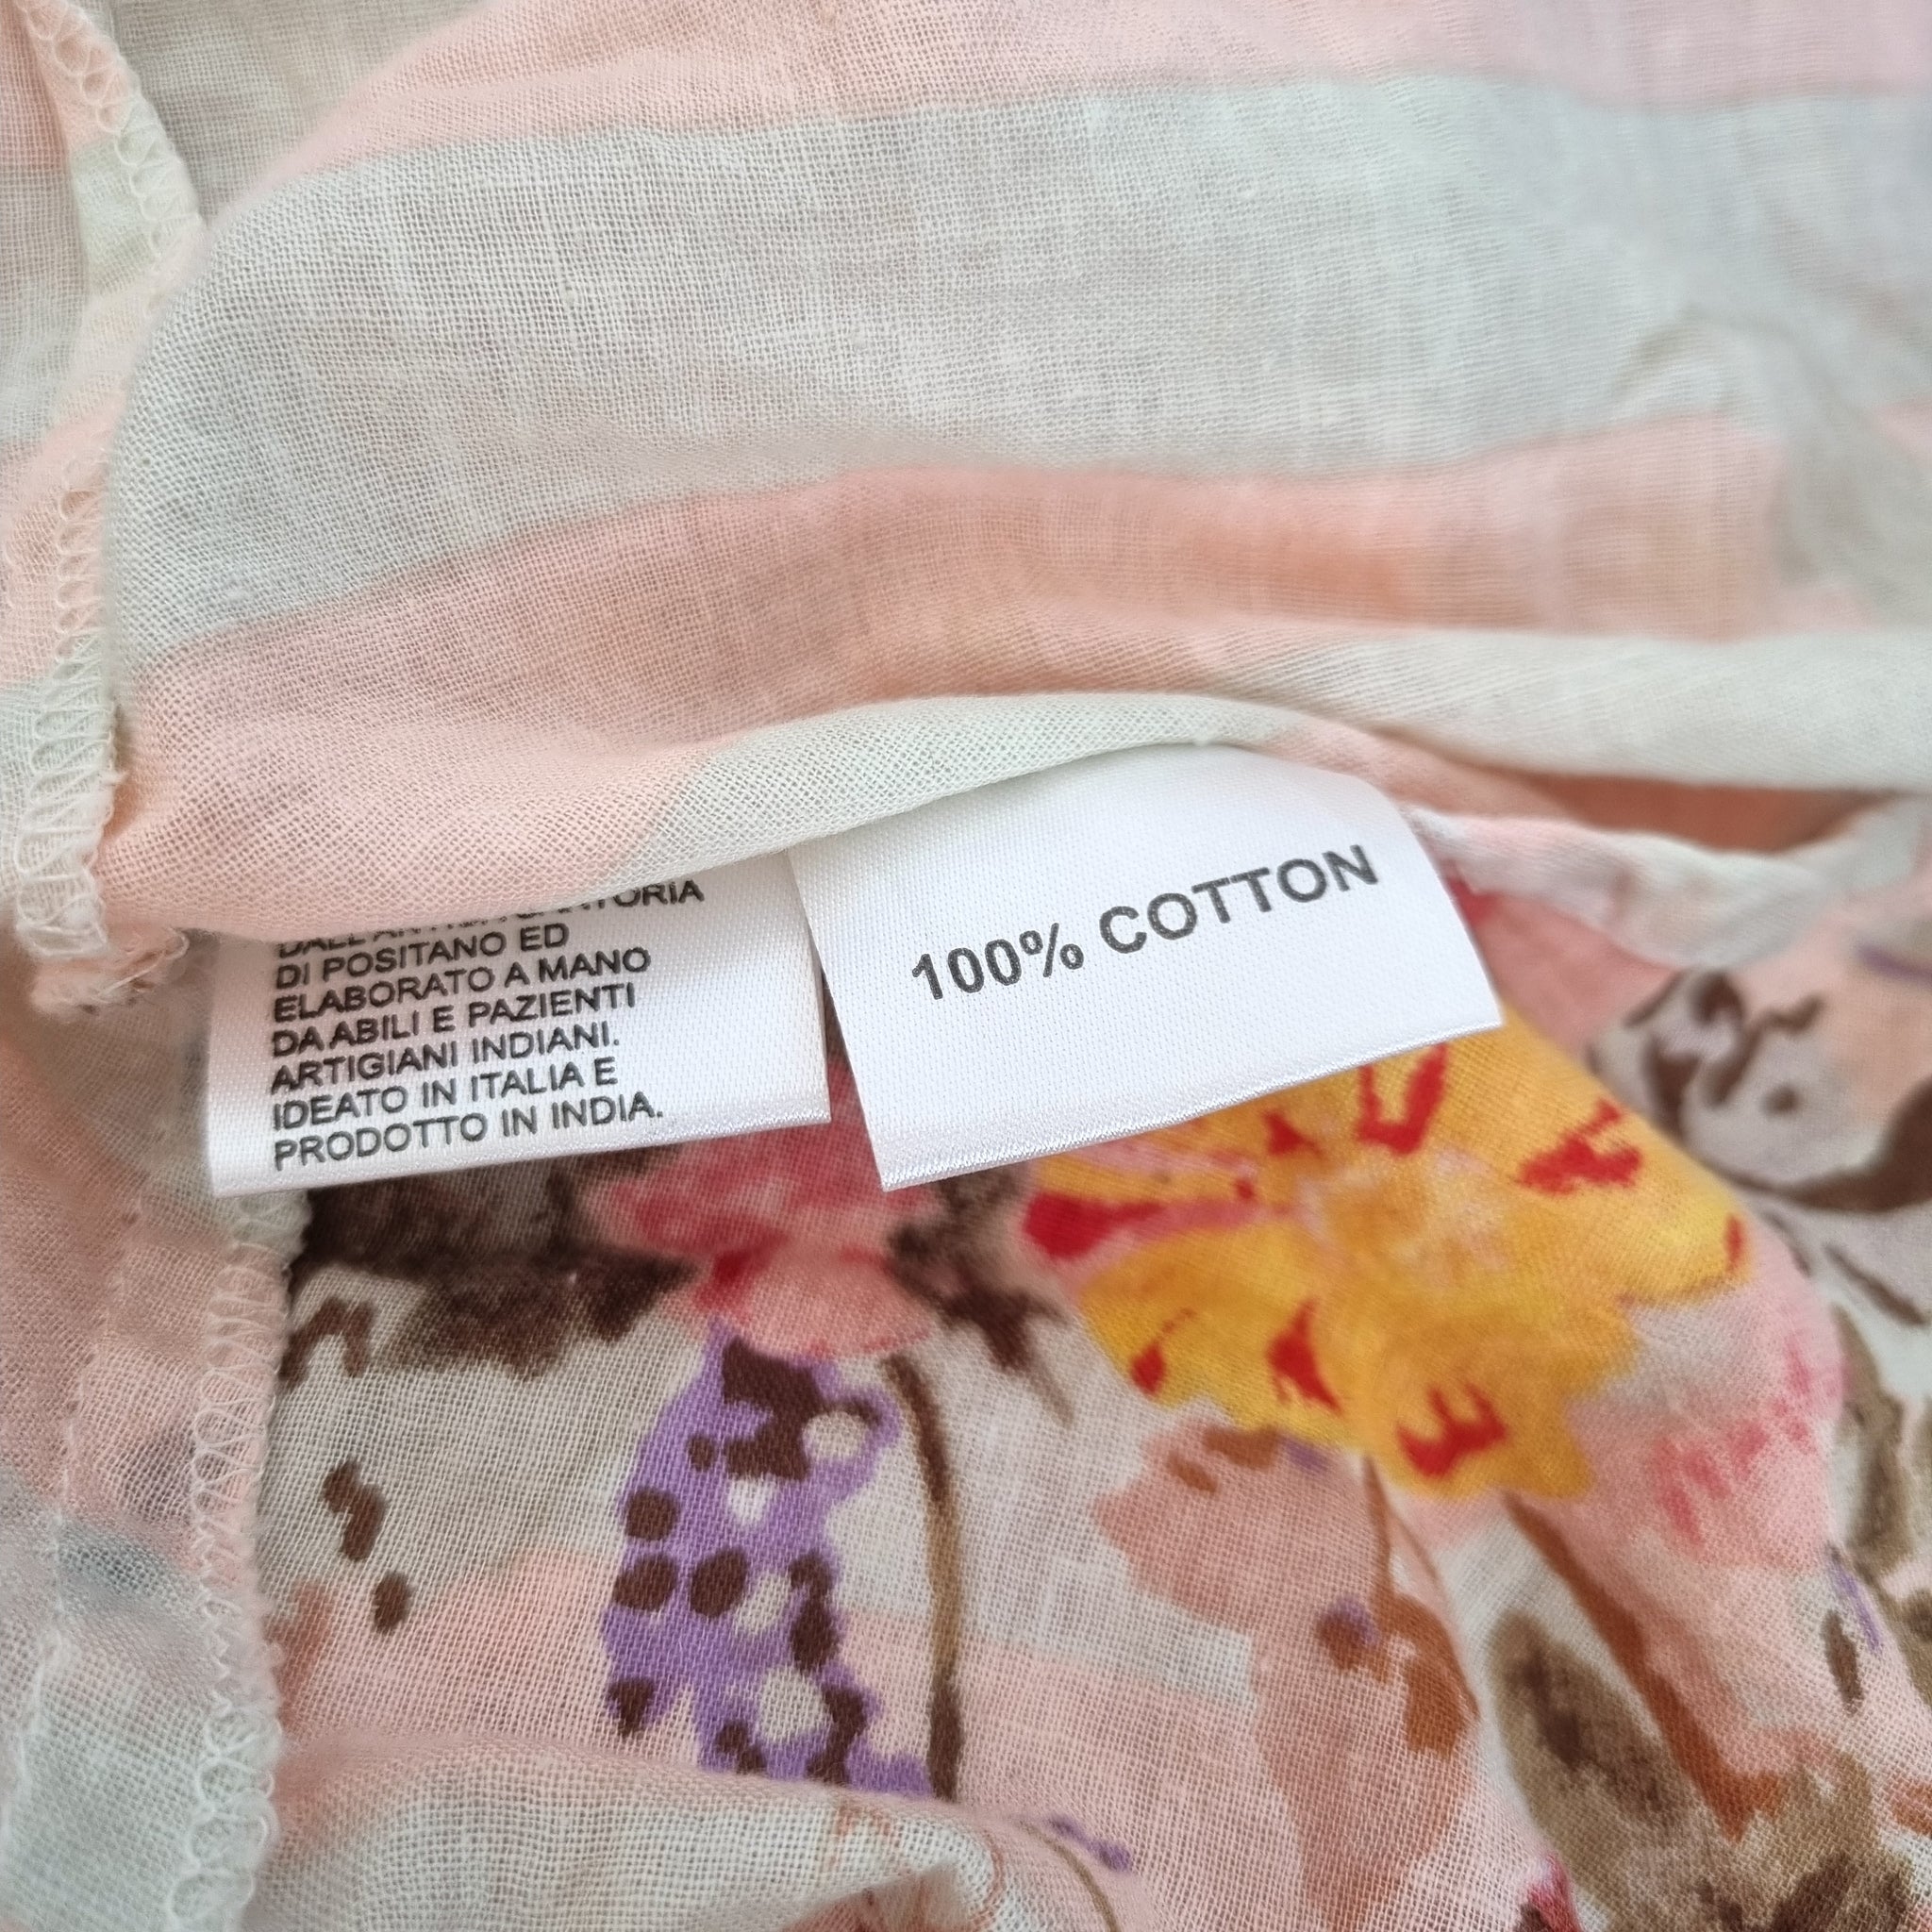 DI POSITANO ED
ELABORATO A MANO
DA ABILI E PAZIENTI
ARTIGIANI INDIANI.
IDEATO IN ITALIA E
PRODOTTO IN INDIA.
100% COTTON